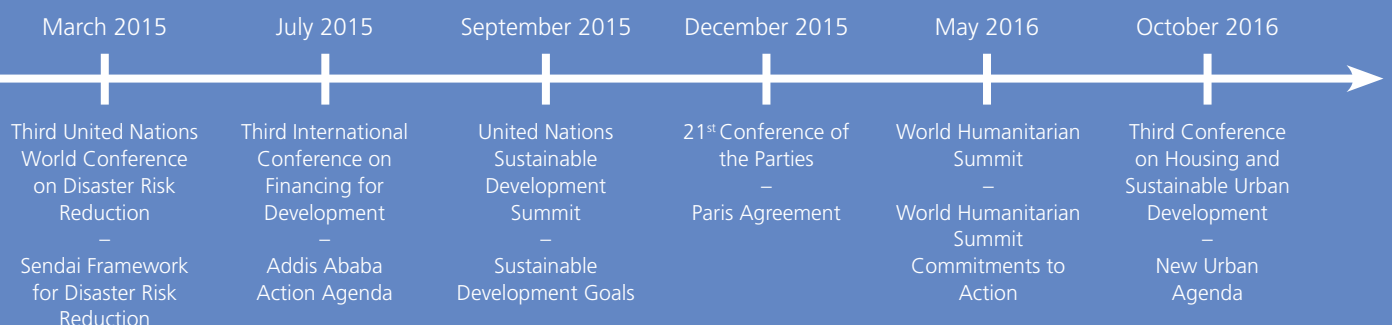 March 2015
July 2015
September 2015
December 2015
May 2016
October 2016
Third United Nations
World Conference
on Disaster Risk
Reduction
–
Sendai Framework
for Disaster Risk
Reduction
Third International
Conference on
Financing for
Development
–
Addis Ababa
Action Agenda
United Nations
Sustainable
Development
Summit
–
Sustainable
Development Goals
21st Conference of
the Parties
–
Paris Agreement
World Humanitarian
Summit
–
World Humanitarian
Summit
Commitments to
Action
Third Conference
on Housing and
Sustainable Urban
Development
–
New Urban
Agenda